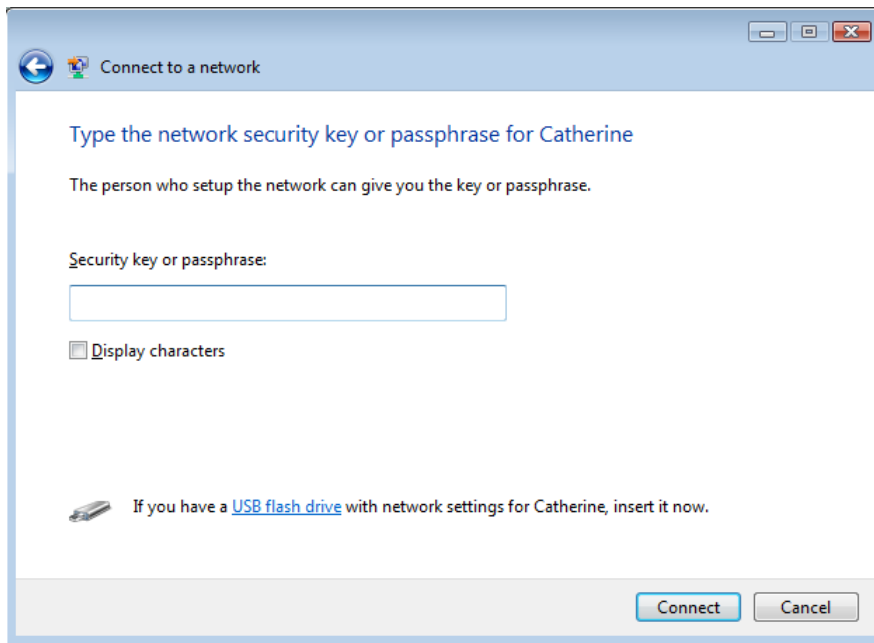 Connect to a network
Type the network security key or passphrase for Catherine
The person who setup the network can give you the key or passphrase.
Security key or passphrase:
Display characters
If you have a USB flash drive with network settings for Catherine, insert it now.
Connect Cancel